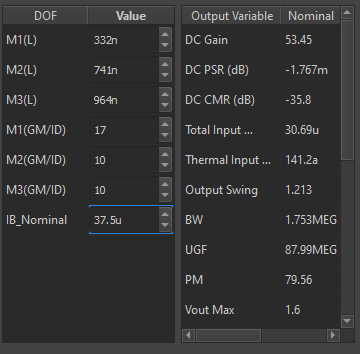 DOF Value
M1(L) 332n
M2(L) 741n
M3(L) 964n
M1(GM/ID) 17
M2(GM/ID) 10
M3(GM/ID) 10
IB_Nominal 37.5u
Output Variable Nominal
DC Gain 53.45
DC PSR (dB) -1.767m
DC CMR (dB) -35.8
Total Input ... 30.69u
Thermal Input ... 141.2a
Output Swing 1.213
BW 1.753MEG
UGF 87.99MEG
PM 79.56
Vout Max 1.6